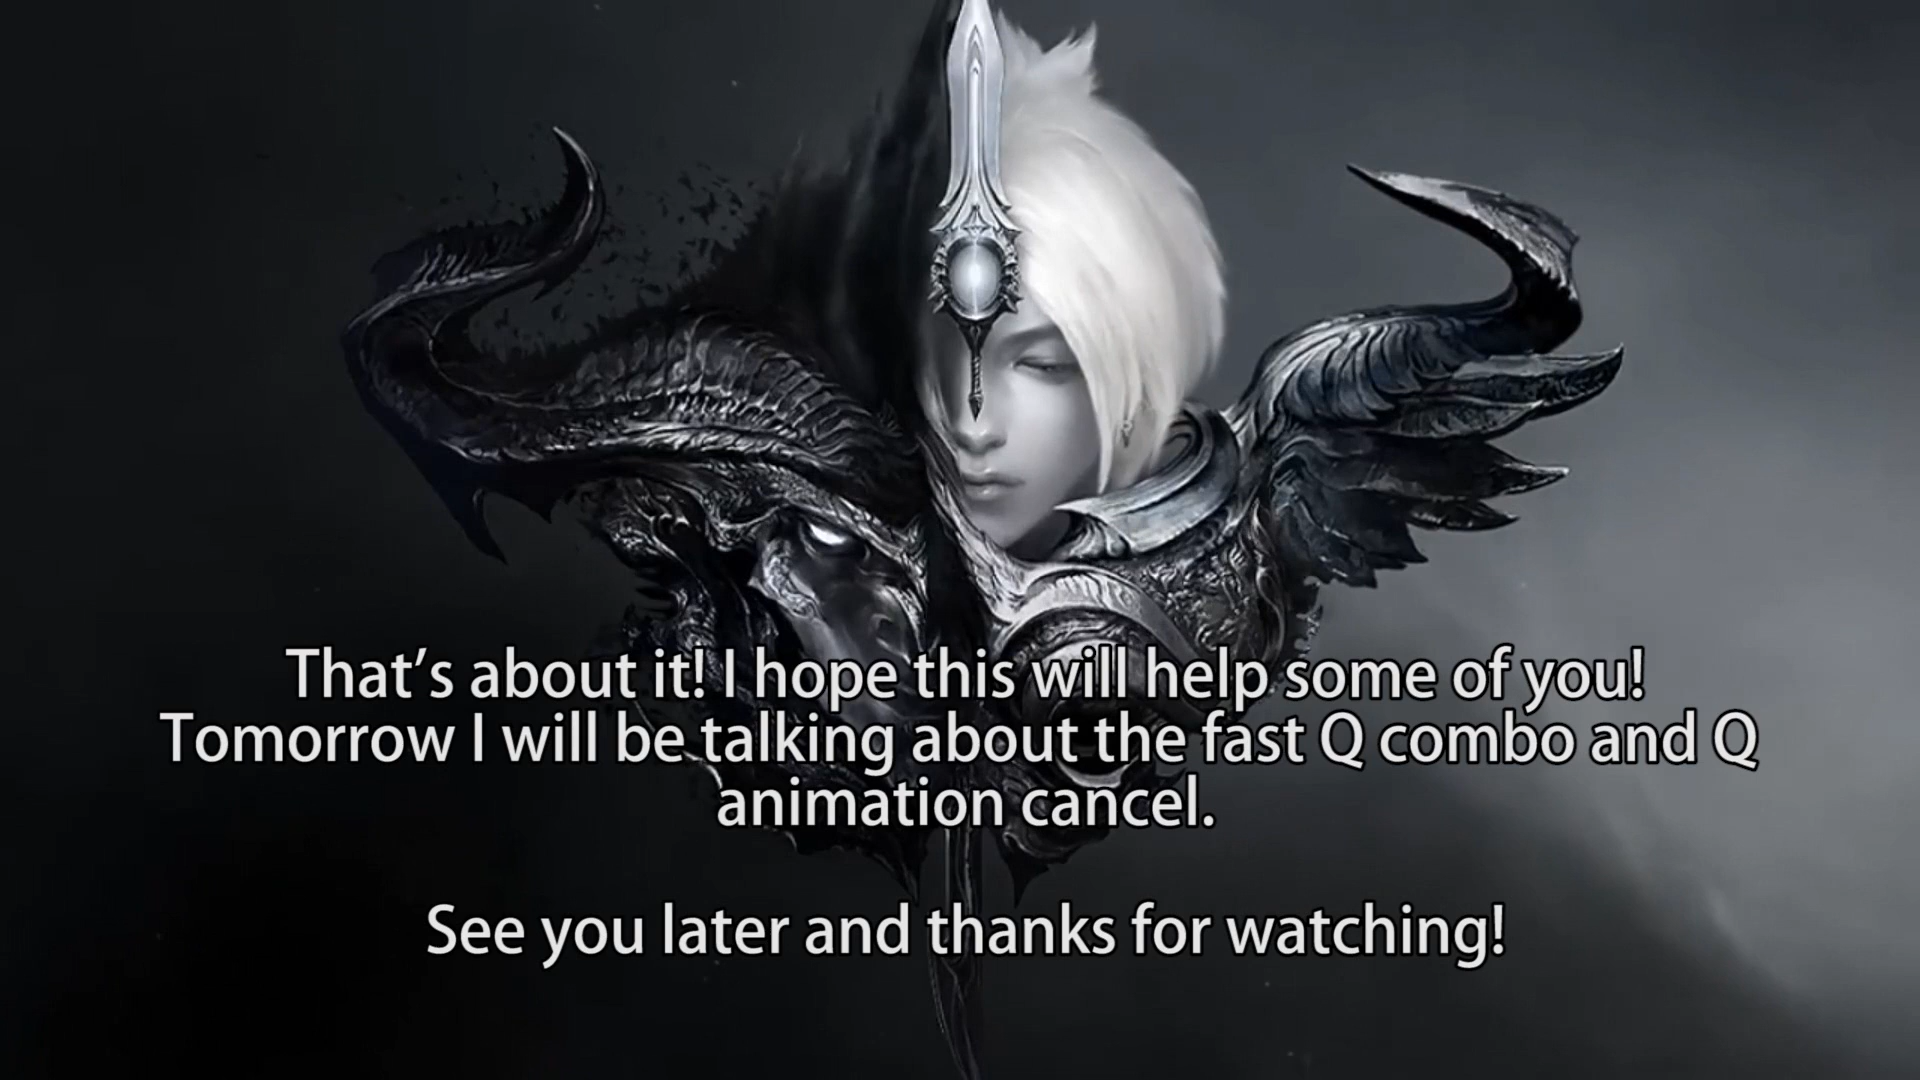 That’s about it! I hope this will help some of you!
Tomorrow I will be talking about the fast Q combo and Q
animation cancel.
See you later and thanks for watching!